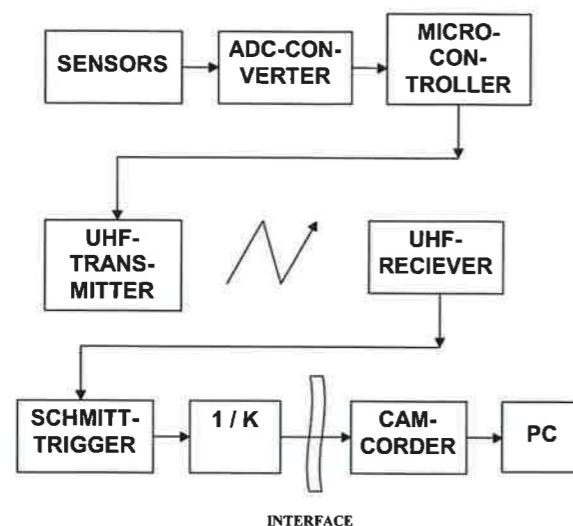 SENSORS
ADC-CON-
VERTER
MICRO-
CON-
TROLLER
UHF-
TRANS-
MITTER
UHF-
RECIEVER
SCHMITT-
TRIGGER
1 / K
CAM-
CORDER
PC
INTERFACE